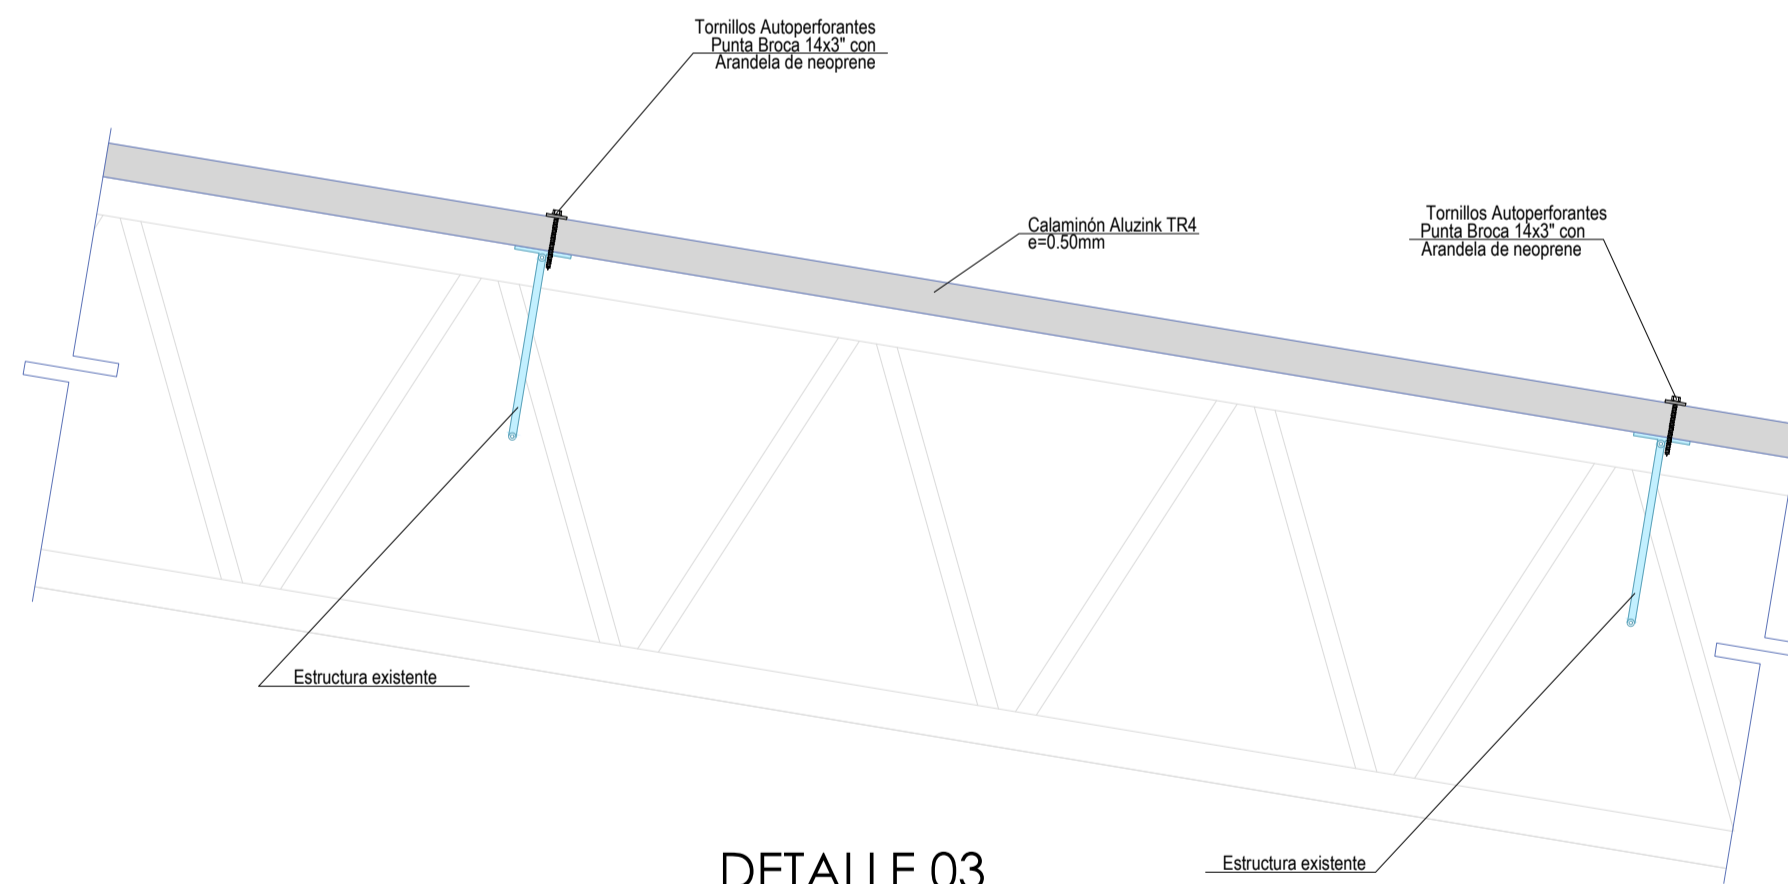 Tornillos Autoperforantes
Punta Broca 14x3" con
Arandela de neoprene
Calaminón Aluzink TR4
e=0.50mm
Tornillos Autoperforantes
Punta Broca 14x3" con
Arandela de neoprene
Estructura existente
Estructura existente
DETALLE 03